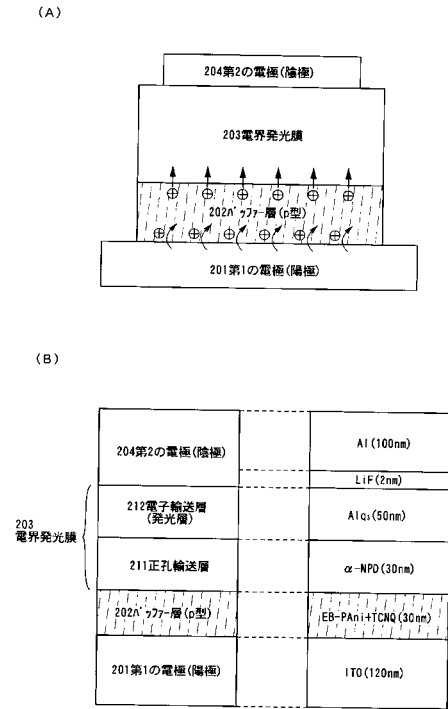 (A)
204第2の電極(陰極)
203電界発光膜
202バッファー層(p型)
201第1の電極(陽極)
(B)
204第2の電極(陰極)
Al(100nm)
LiF(2nm)
203
電界発光膜
212電子輸送層
(発光層)
Alq₃(50nm)
211正孔輸送層
α-NPD(30nm)
202バッファー層(p型)
EB-PAni+TCNQ(30nm)
201第1の電極(陽極)
ITO(120nm)